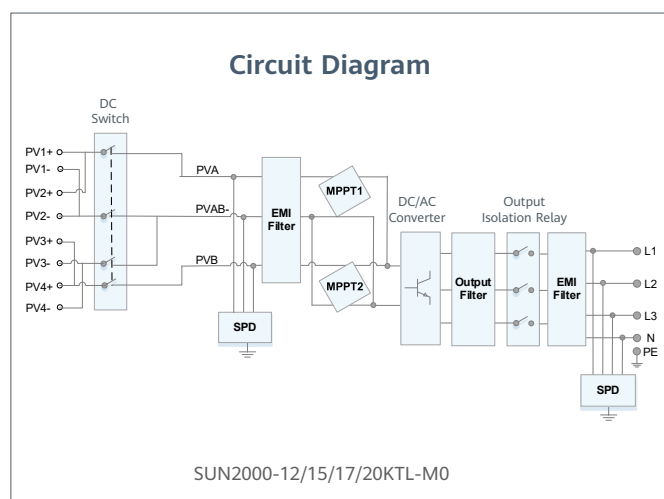 Circuit Diagram
DC
Switch
PV1+
PV1-
PV2+
PV2-
PV3+
PV3-
PV4+
PV4-
PVA
PVAB-
PVB
EMI
Filter
SPD
MPPT1
MPPT2
DC/AC
Converter
Output
Filter
Output
Isolation Relay
EMI
Filter
L1
L2
L3
N
PE
SPD
SUN2000-12/15/17/20KTL-M0